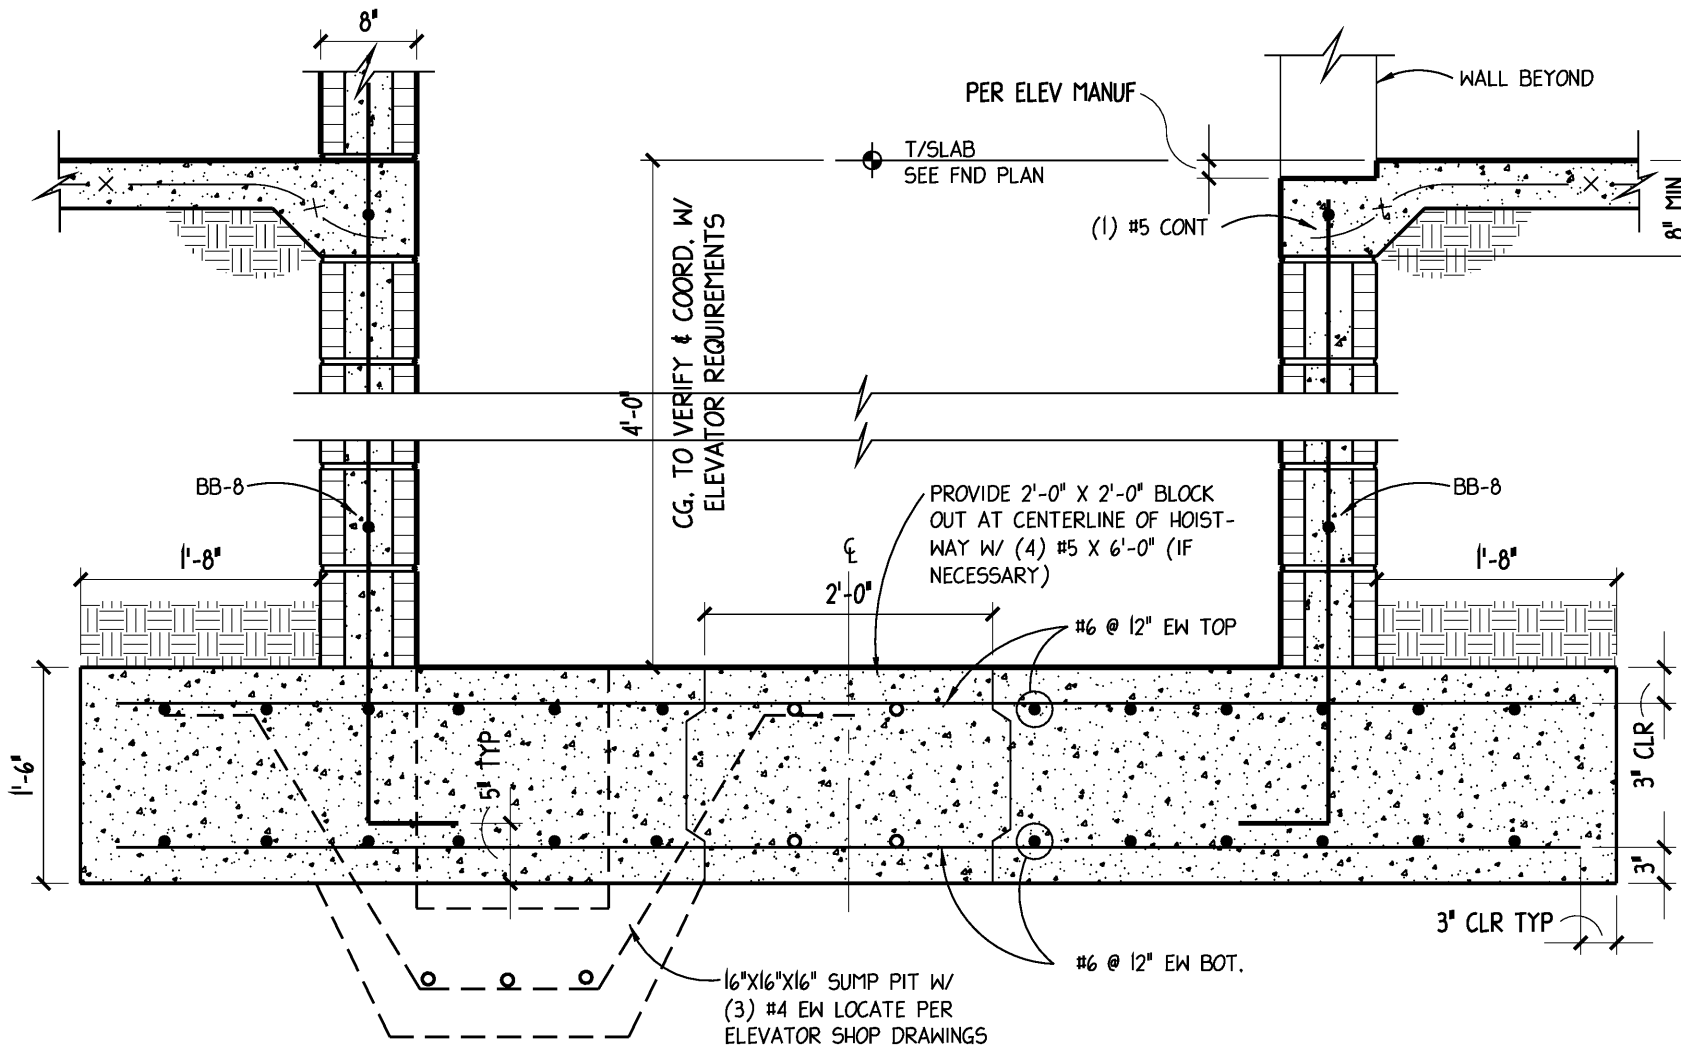 8"
WALL BEYOND
PER ELEV MANUF
T/SLAB
SEE FND PLAN
(1) #5 CONT
8" MIN
CG. TO VERIFY & COORD. W/
ELEVATOR REQUIREMENTS
4'-0"
BB-8
BB-8
PROVIDE 2'-0" X 2'-0" BLOCK
OUT AT CENTERLINE OF HOIST-
WAY W/ (4) #5 X 6'-0" (IF
NECESSARY)
℄
1'-8"
1'-8"
2'-0"
#6 @ 12" EW TOP
1'-6"
5" TYP
3" CLR
3"
3" CLR TYP
#6 @ 12" EW BOT.
16"X16"X16" SUMP PIT W/
(3) #4 EW LOCATE PER
ELEVATOR SHOP DRAWINGS